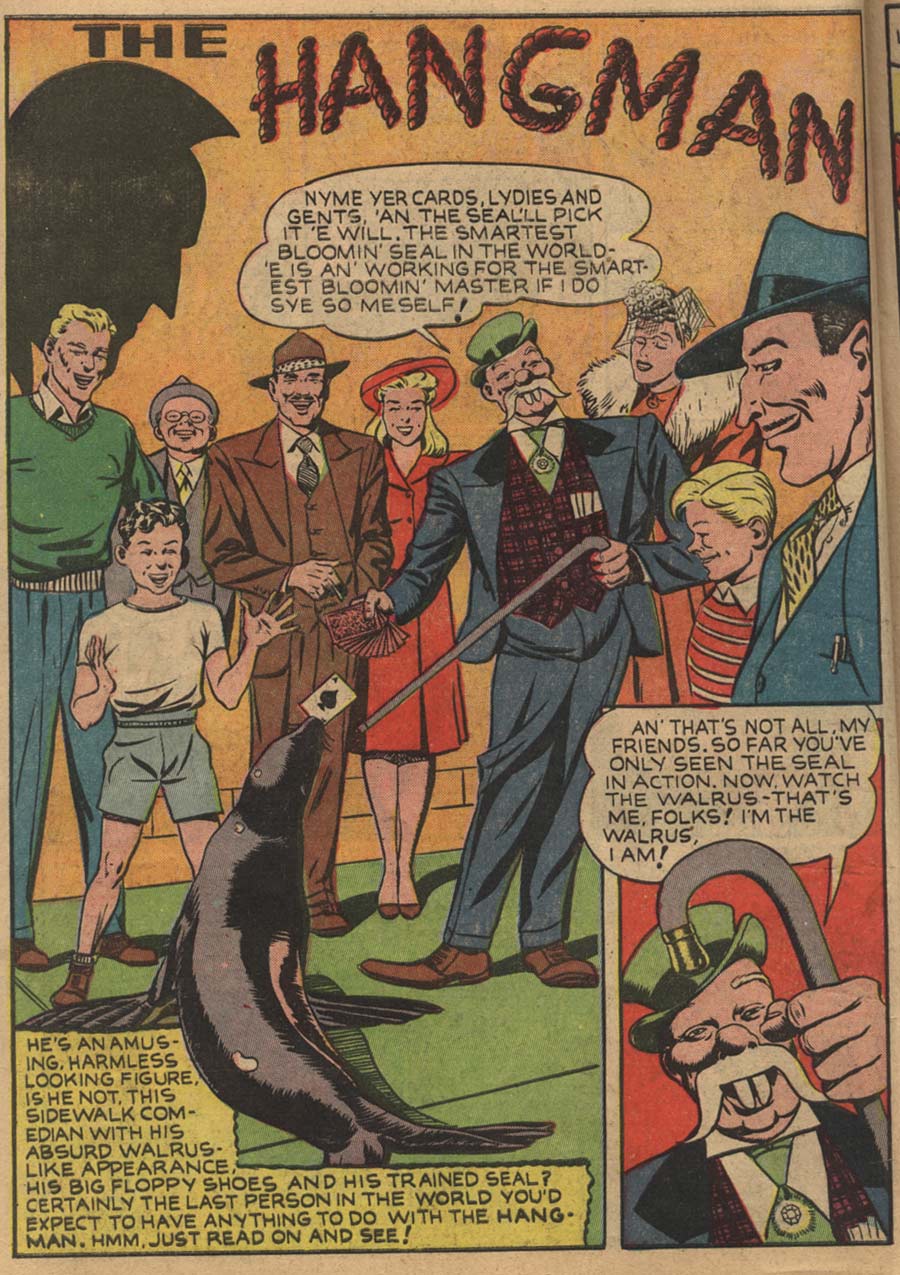 THE
HANGMAN
NYME YER CARDS, LYDIES AND
GENTS, 'AN THE SEAL'LL PICK
IT 'E WILL. THE SMARTEST
BLOOMIN' SEAL IN THE WORLD-
'E IS AN' WORKING FOR THE SMART-
EST BLOOMIN' MASTER IF I DO
SYE SO MESELF!
AN' THAT'S NOT ALL, MY
FRIENDS. SO FAR YOU'VE
ONLY SEEN THE SEAL
IN ACTION. NOW, WATCH
THE WALRUS-THAT'S
ME, FOLKS! I'M THE
WALRUS,
I AM!
HE'S AN AMUS-
ING, HARMLESS
LOOKING FIGURE,
IS HE NOT, THIS
SIDEWALK COM-
EDIAN WITH HIS
ABSURD WALRUS-
LIKE APPEARANCE,
HIS BIG FLOPPY SHOES AND HIS TRAINED SEAL?
CERTAINLY THE LAST PERSON IN THE WORLD YOU'D
EXPECT TO HAVE ANYTHING TO DO WITH THE HANG-
MAN. HMM, JUST READ ON AND SEE!